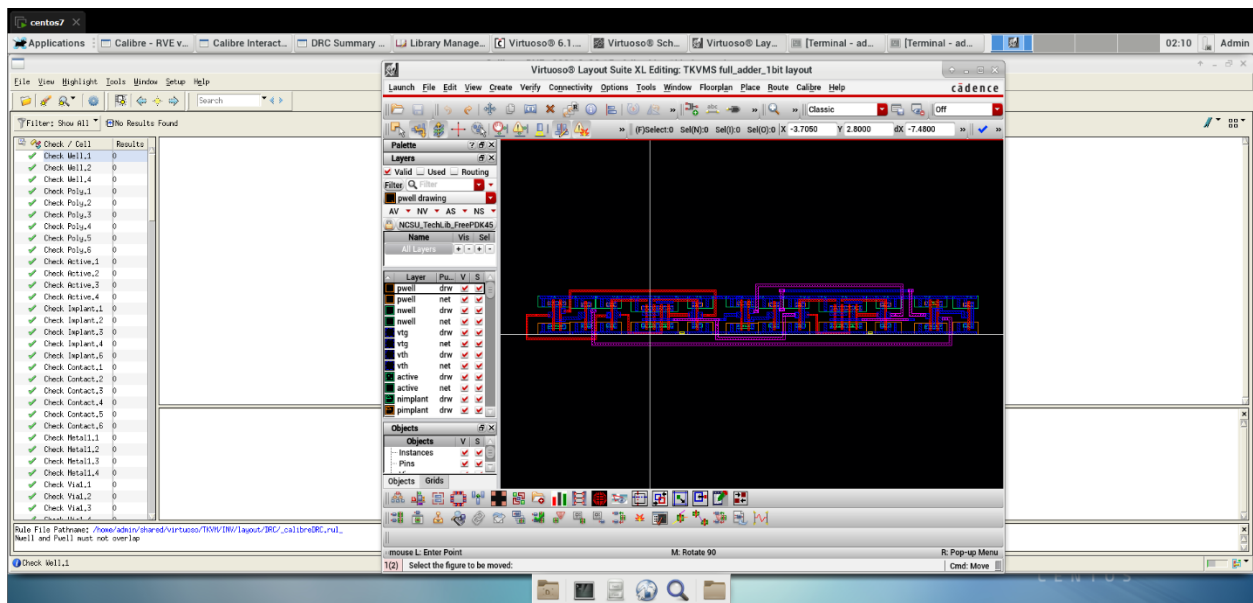 centos7
Applications
Calibre - RVE v...
Calibre Interact...
DRC Summary ...
Library Manage...
Virtuoso® 6.1....
Virtuoso® Sch...
Virtuoso® Lay...
[Terminal - ad...
[Terminal - ad...
02:10
Admin
File View Highlight Tools Window Setup Help
Search
Filter: Show All
No Results Found
Check / Cell Results
Check Well.1 0
Check Well.2 0
Check Well.4 0
Check Poly.1 0
Check Poly.2 0
Check Poly.3 0
Check Poly.4 0
Check Poly.5 0
Check Poly.6 0
Check Active.1 0
Check Active.2 0
Check Active.3 0
Check Active.4 0
Check Implant.1 0
Check Implant.2 0
Check Implant.3 0
Check Implant.4 0
Check Implant.6 0
Check Contact.1 0
Check Contact.2 0
Check Contact.3 0
Check Contact.4 0
Check Contact.5 0
Check Contact.6 0
Check Metal1.1 0
Check Metal1.2 0
Check Metal1.3 0
Check Metal1.4 0
Check Via1.1 0
Check Via1.2 0
Check Via1.3 0
Rule File Pathname: /home/admin/shared/virtuoso/TKVM/INV/layout/DRC/_calibreDRC.rul_
Nwell and Pwell must not overlap
Check Well.1
Virtuoso® Layout Suite XL Editing: TKVMS full_adder_1bit layout
Launch File Edit View Create Verify Connectivity Options Tools Window Floorplan Place Route Calibre Help
cādence
Classic
Off
(F)Select:0 Sel(N):0 Sel(I):0 Sel(O):0 X -3.7050 Y 2.8000 dX -7.4800
Palette
Layers
Valid Used Routing
Filter Filter
pwell drawing
AV NV AS NS
NCSU_TechLib_FreePDK45
Name Vis Sel
All Layers
Layer Pu... V S
pwell drw
pwell net
nwell drw
nwell net
vtg drw
vtg net
vth drw
vth net
active drw
active net
nimplant drw
pimplant drw
Objects
Objects V S
Instances
Pins
Objects Grids
mouse L: Enter Point
M: Rotate 90
R: Pop-up Menu
1(2) Select the figure to be moved:
Cmd: Move
CENTOS